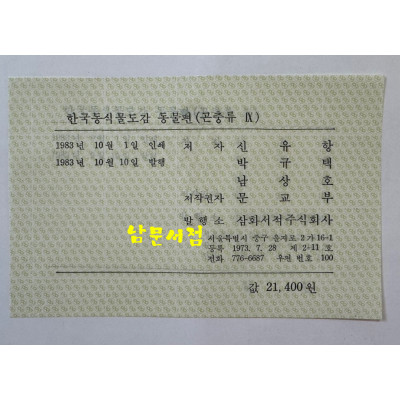 한국동식물도감 동물편(곤충류 Ⅸ)
1983년 10월 1일 인쇄 저 자 신 유 항
1983년 10월 10일 발행 박 규 택
남 상 호
저작권자 문 교 부
발 행 소 삼화서적주식회사
서울특별시 중구 을지로 2가 16-1
등록 1973. 7. 28 제 2-11 호
전화 776-6687 우편 번호 100
값 21,400원
남문서점